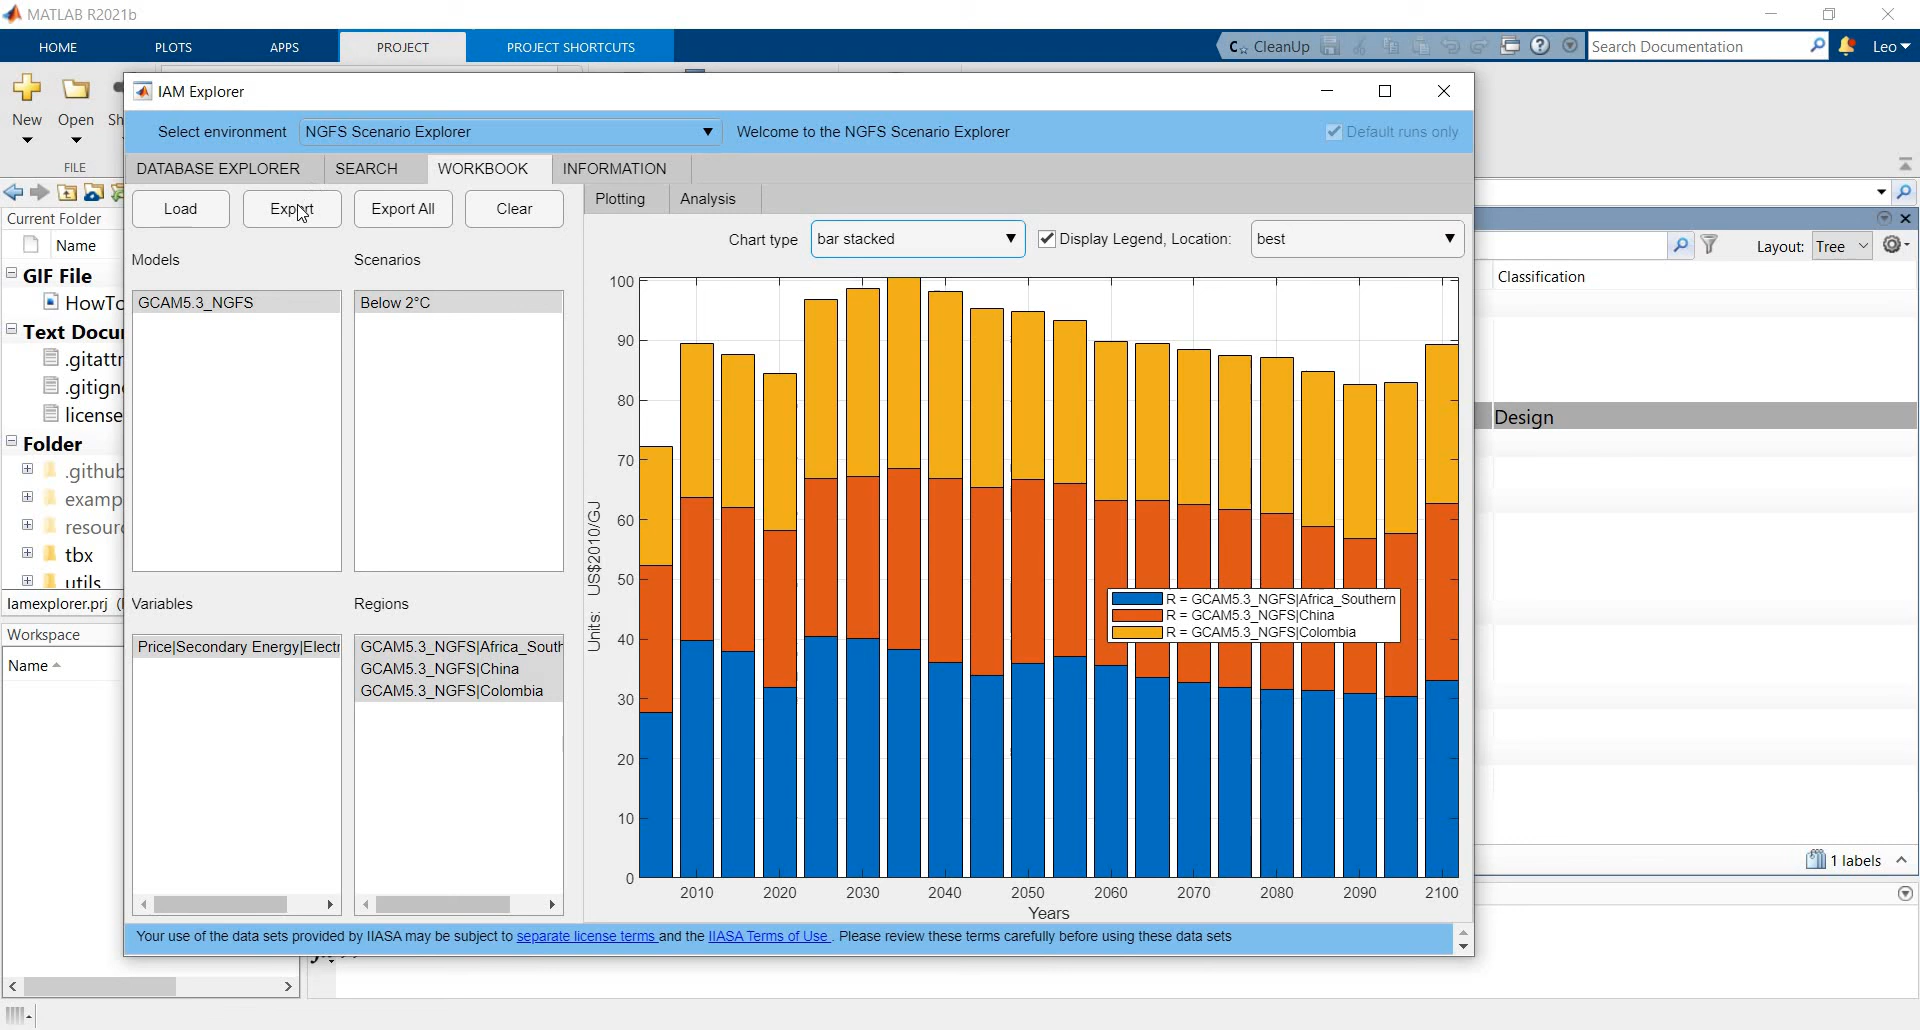 MATLAB R2021b
HOME PLOTS APPS PROJECT PROJECT SHORTCUTS CleanUp Search Documentation Leo
New Open Sh
FILE
IAM Explorer
Select environment NGFS Scenario Explorer Welcome to the NGFS Scenario Explorer Default runs only
DATABASE EXPLORER SEARCH WORKBOOK INFORMATION
Load Export Export All Clear
Plotting Analysis
Chart type bar stacked Display Legend, Location: best
Current Folder
Name
GIF File
HowTo
Text Docu
.gitattr
.gitign
license
Folder
.github
examp
resourc
tbx
utils
Iamexplorer.prj (
Workspace
Name
Models Scenarios
GCAM5.3_NGFS Below 2°C
Variables Regions
Price|Secondary Energy|Electr GCAM5.3_NGFS|Africa_South
GCAM5.3_NGFS|China
GCAM5.3_NGFS|Colombia
100
90
80
70
60
50
40
30
20
10
0
Units: US$2010/GJ
R = GCAM5.3_NGFS|Africa_Southern
R = GCAM5.3_NGFS|China
R = GCAM5.3_NGFS|Colombia
2010 2020 2030 2040 2050 2060 2070 2080 2090 2100
Years
Your use of the data sets provided by IIASA may be subject to separate license terms and the IIASA Terms of Use . Please review these terms carefully before using these data sets
Layout: Tree
Classification
Design
1 labels